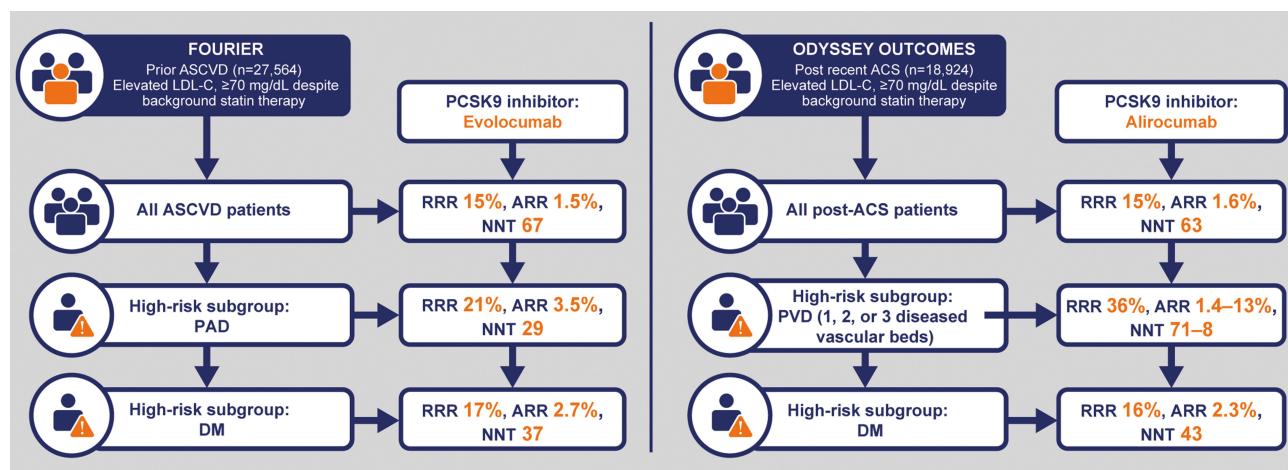 FOURIER
Prior ASCVD (n=27,564)
Elevated LDL-C, ≥70 mg/dL despite
background statin therapy
PCSK9 inhibitor:
Evolocumab
All ASCVD patients
RRR 15%, ARR 1.5%,
NNT 67
High-risk subgroup:
PAD
RRR 21%, ARR 3.5%,
NNT 29
High-risk subgroup:
DM
RRR 17%, ARR 2.7%,
NNT 37
ODYSSEY OUTCOMES
Post recent ACS (n=18,924)
Elevated LDL-C, ≥70 mg/dL despite
background statin therapy
PCSK9 inhibitor:
Alirocumab
All post-ACS patients
RRR 15%, ARR 1.6%,
NNT 63
High-risk subgroup:
PVD (1, 2, or 3 diseased
vascular beds)
RRR 36%, ARR 1.4–13%,
NNT 71–8
High-risk subgroup:
DM
RRR 16%, ARR 2.3%,
NNT 43